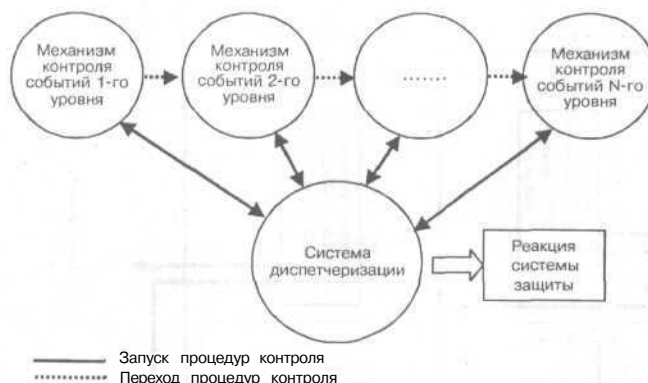 Механизм
контроля
событий 1-го
уровня
Механизм
контроля
событий 2-го
уровня
......
Механизм
контроля
событий N-го
уровня
Система
диспетчеризации
Реакция
системы
защиты
Запуск процедур контроля
Переход процедур контроля